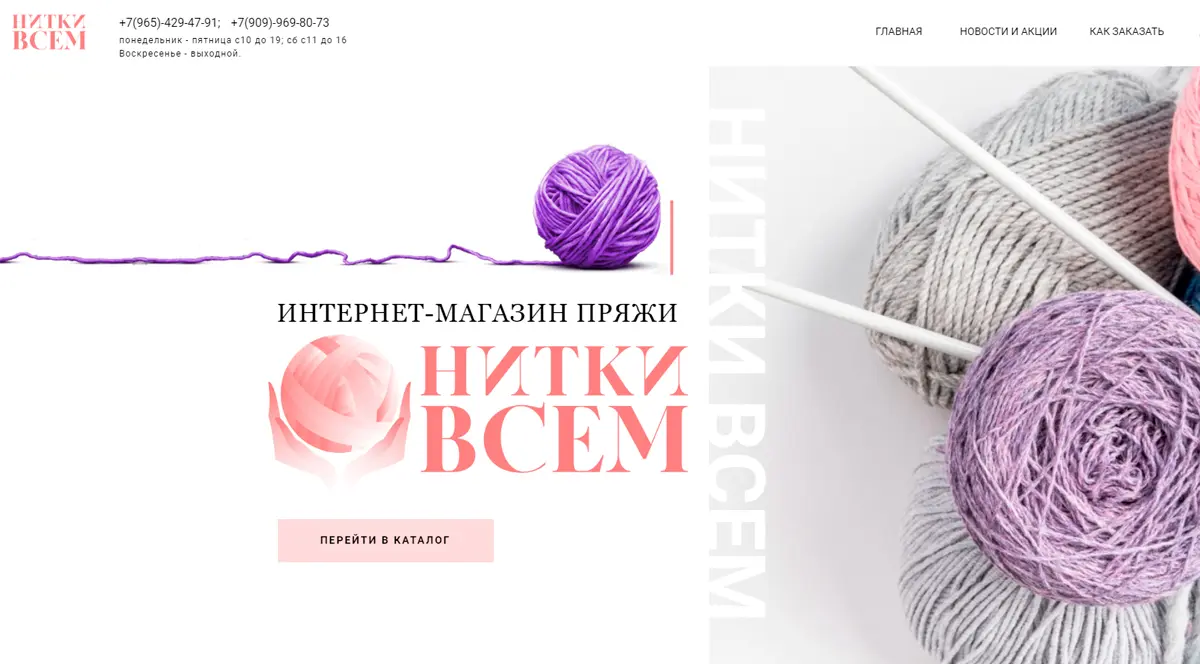 НИТКИ
ВСЕМ
+7(965)-429-47-91; +7(909)-969-80-73
понедельник - пятница с10 до 19; сб с11 до 16
Воскресенье - выходной.
ГЛАВНАЯ
НОВОСТИ И АКЦИИ
КАК ЗАКАЗАТЬ
ИНТЕРНЕТ-МАГАЗИН ПРЯЖИ
НИТКИ
ВСЕМ
ПЕРЕЙТИ В КАТАЛОГ
НИТКИ ВСЕМ